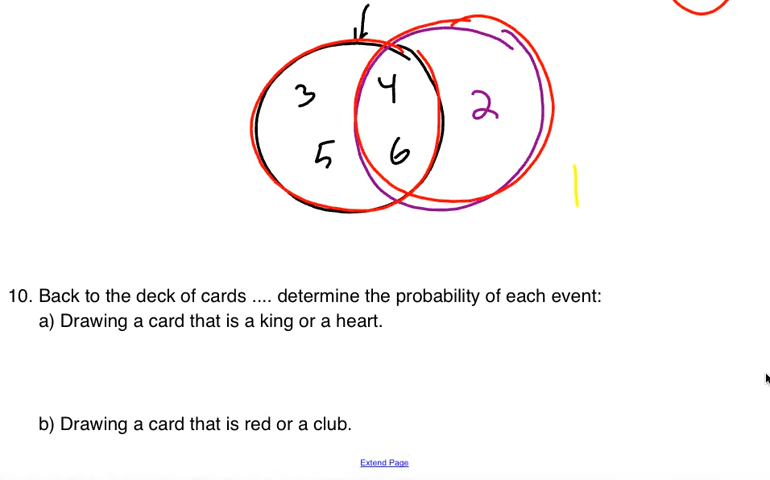 3 4 2
5 6
10. Back to the deck of cards .... determine the probability of each event:
a) Drawing a card that is a king or a heart.
b) Drawing a card that is red or a club.
Extend Page